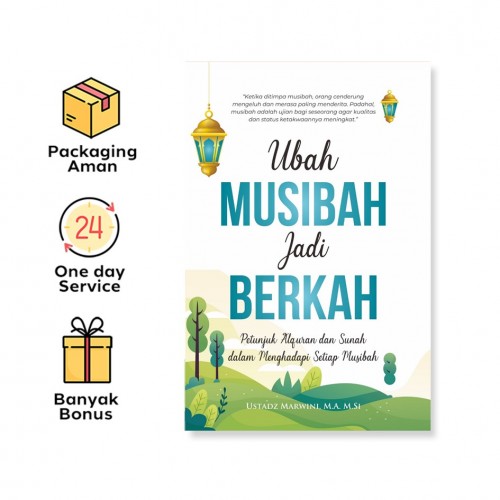 Packaging
Aman
24
One day
Service
Banyak
Bonus
"Ketika ditimpa musibah, orang cenderung
mengeluh dan merasa paling menderita. Padahal,
musibah adalah ujian bagi seseorang agar kualitas
dan status ketakwaannya meningkat."
Ubah
MUSIBAH
Jadi
BERKAH
Petunjuk Alquran dan Sunah
dalam Menghadapi Setiap Musibah
Ustadz Marwini, M.A. M.Si